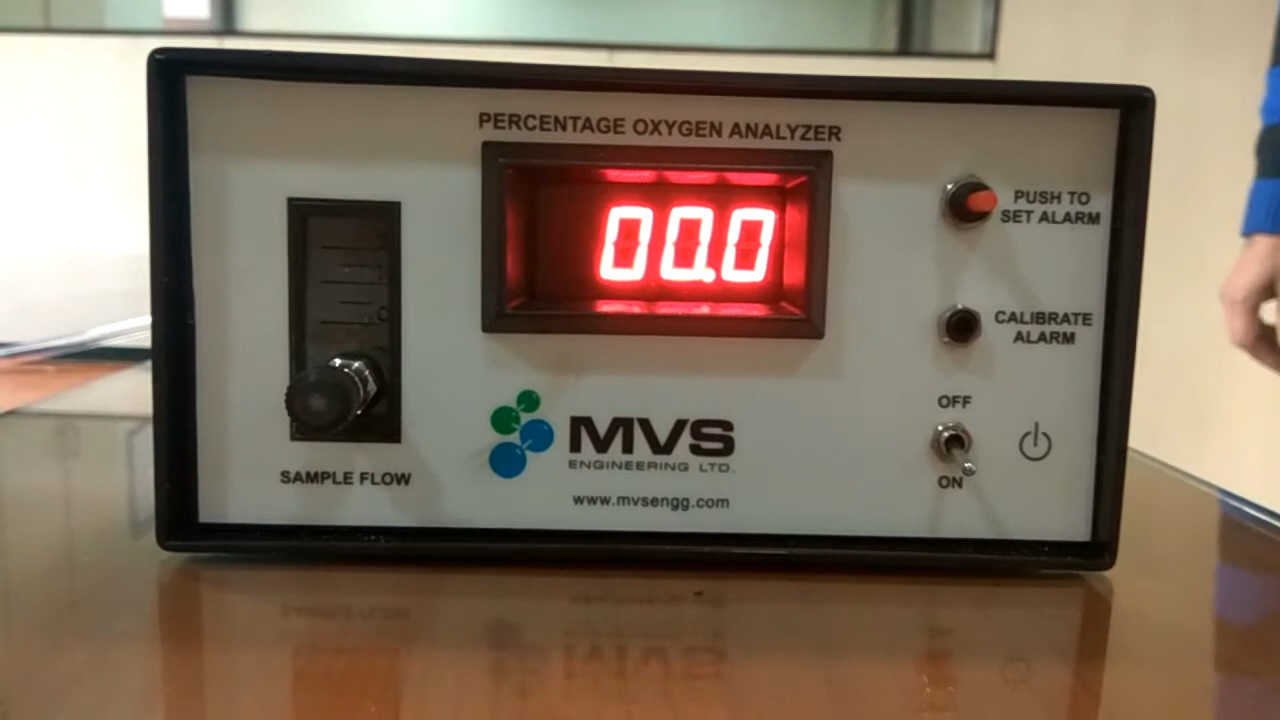 PERCENTAGE OXYGEN ANALYZER
00.0
PUSH TO
SET ALARM
CALIBRATE
ALARM
OFF
ON
SAMPLE FLOW
MVS
ENGINEERING LTD.
www.mvsengg.com